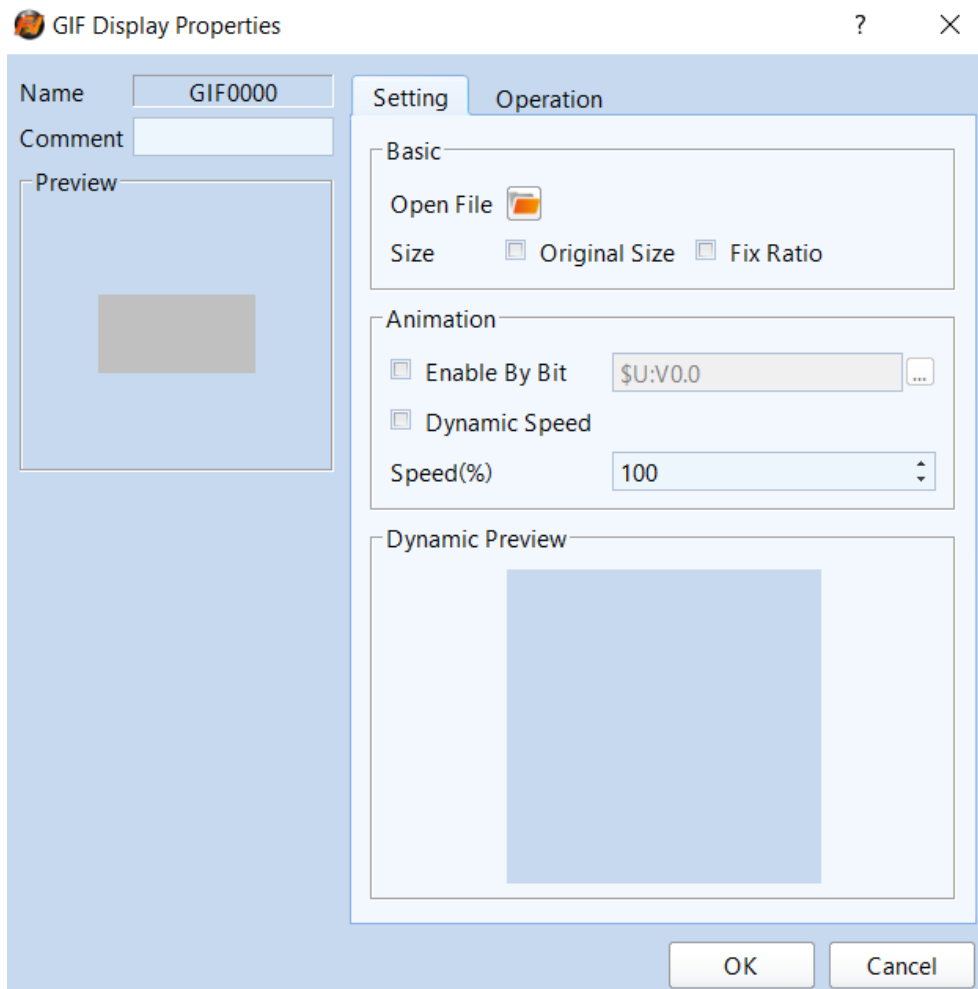 GIF Display Properties ?
Name GIF0000
Comment
Preview
Setting Operation
Basic
Open File
Size Original Size Fix Ratio
Animation
Enable By Bit $U:V0.0 ...
Dynamic Speed
Speed(%) 100
Dynamic Preview
OK Cancel